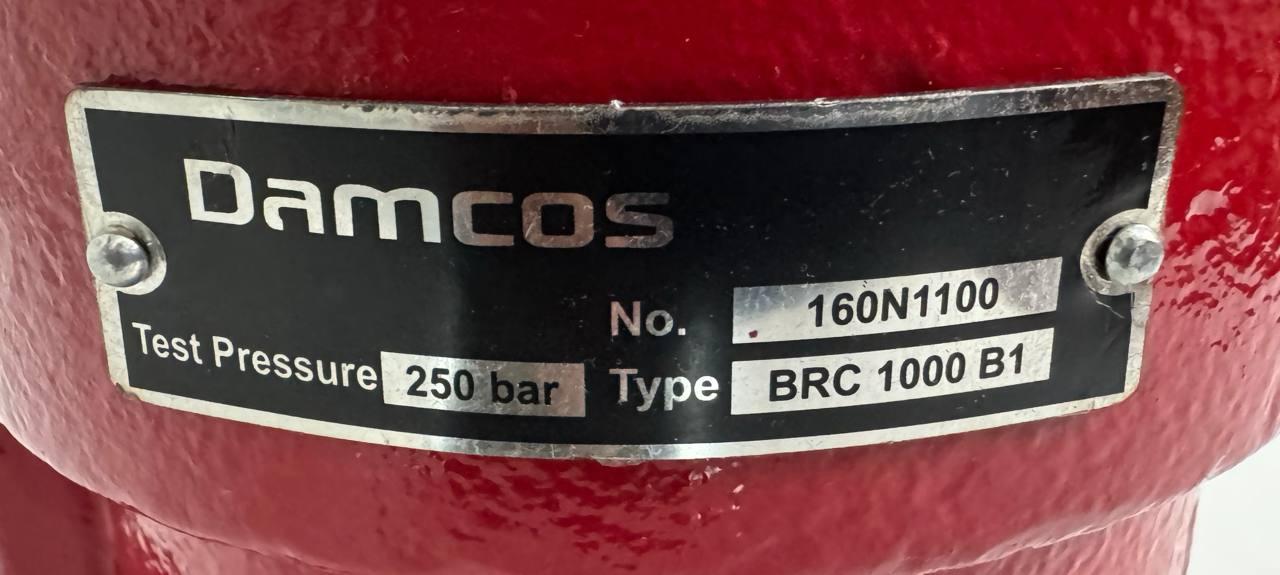 Damcos
No. 160N1100
Test Pressure 250 bar Type BRC 1000 B1